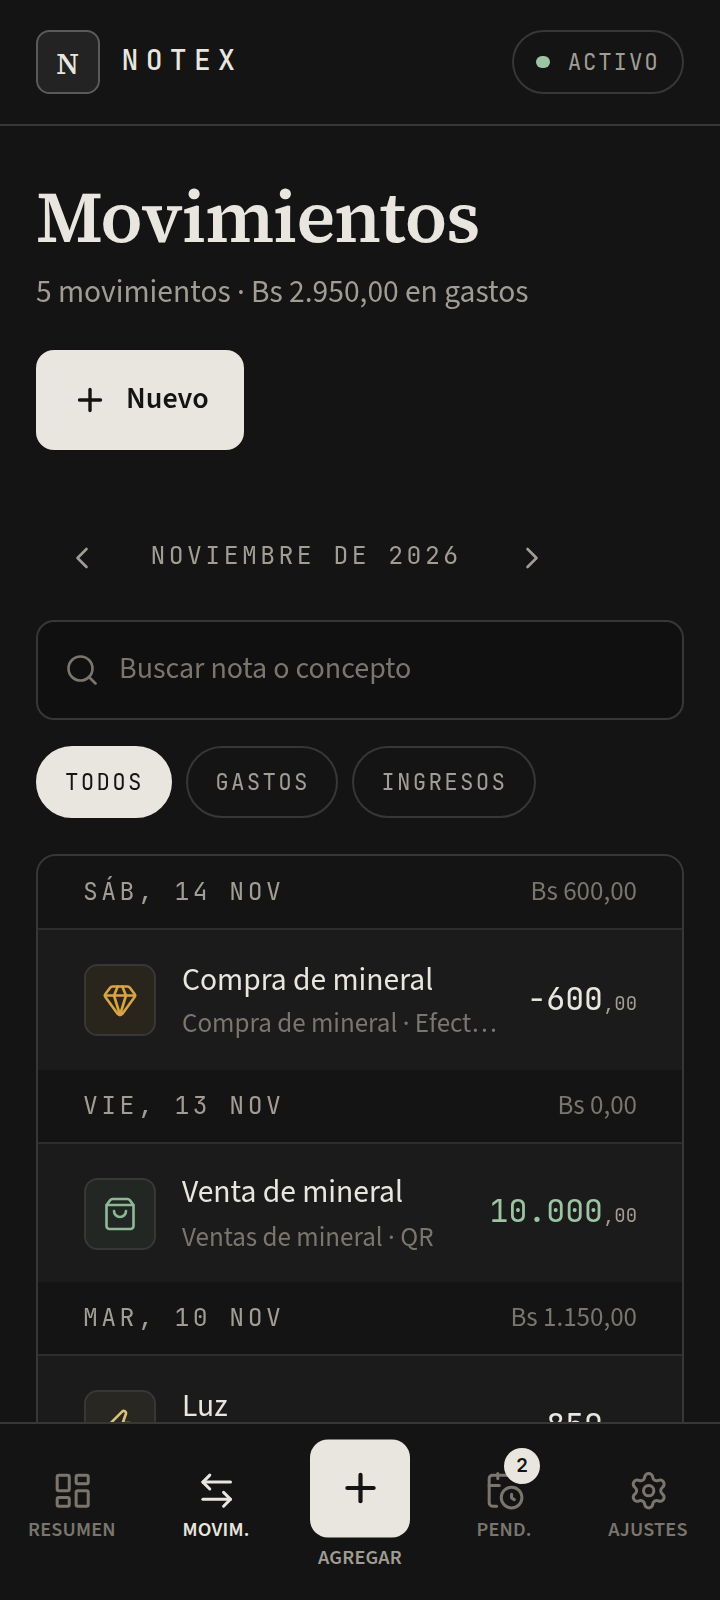 N NOTEX ACTIVO
Movimientos
5 movimientos · Bs 2.950,00 en gastos
+ Nuevo
NOVIEMBRE DE 2026
Buscar nota o concepto
TODOS GASTOS INGRESOS
SÁB, 14 NOV Bs 600,00
Compra de mineral
-600,00
Compra de mineral · Efect...
VIE, 13 NOV Bs 0,00
Venta de mineral
10.000,00
Ventas de mineral · QR
MAR, 10 NOV Bs 1.150,00
Luz
2
RESUMEN MOVIM. AGREGAR PEND. AJUSTES